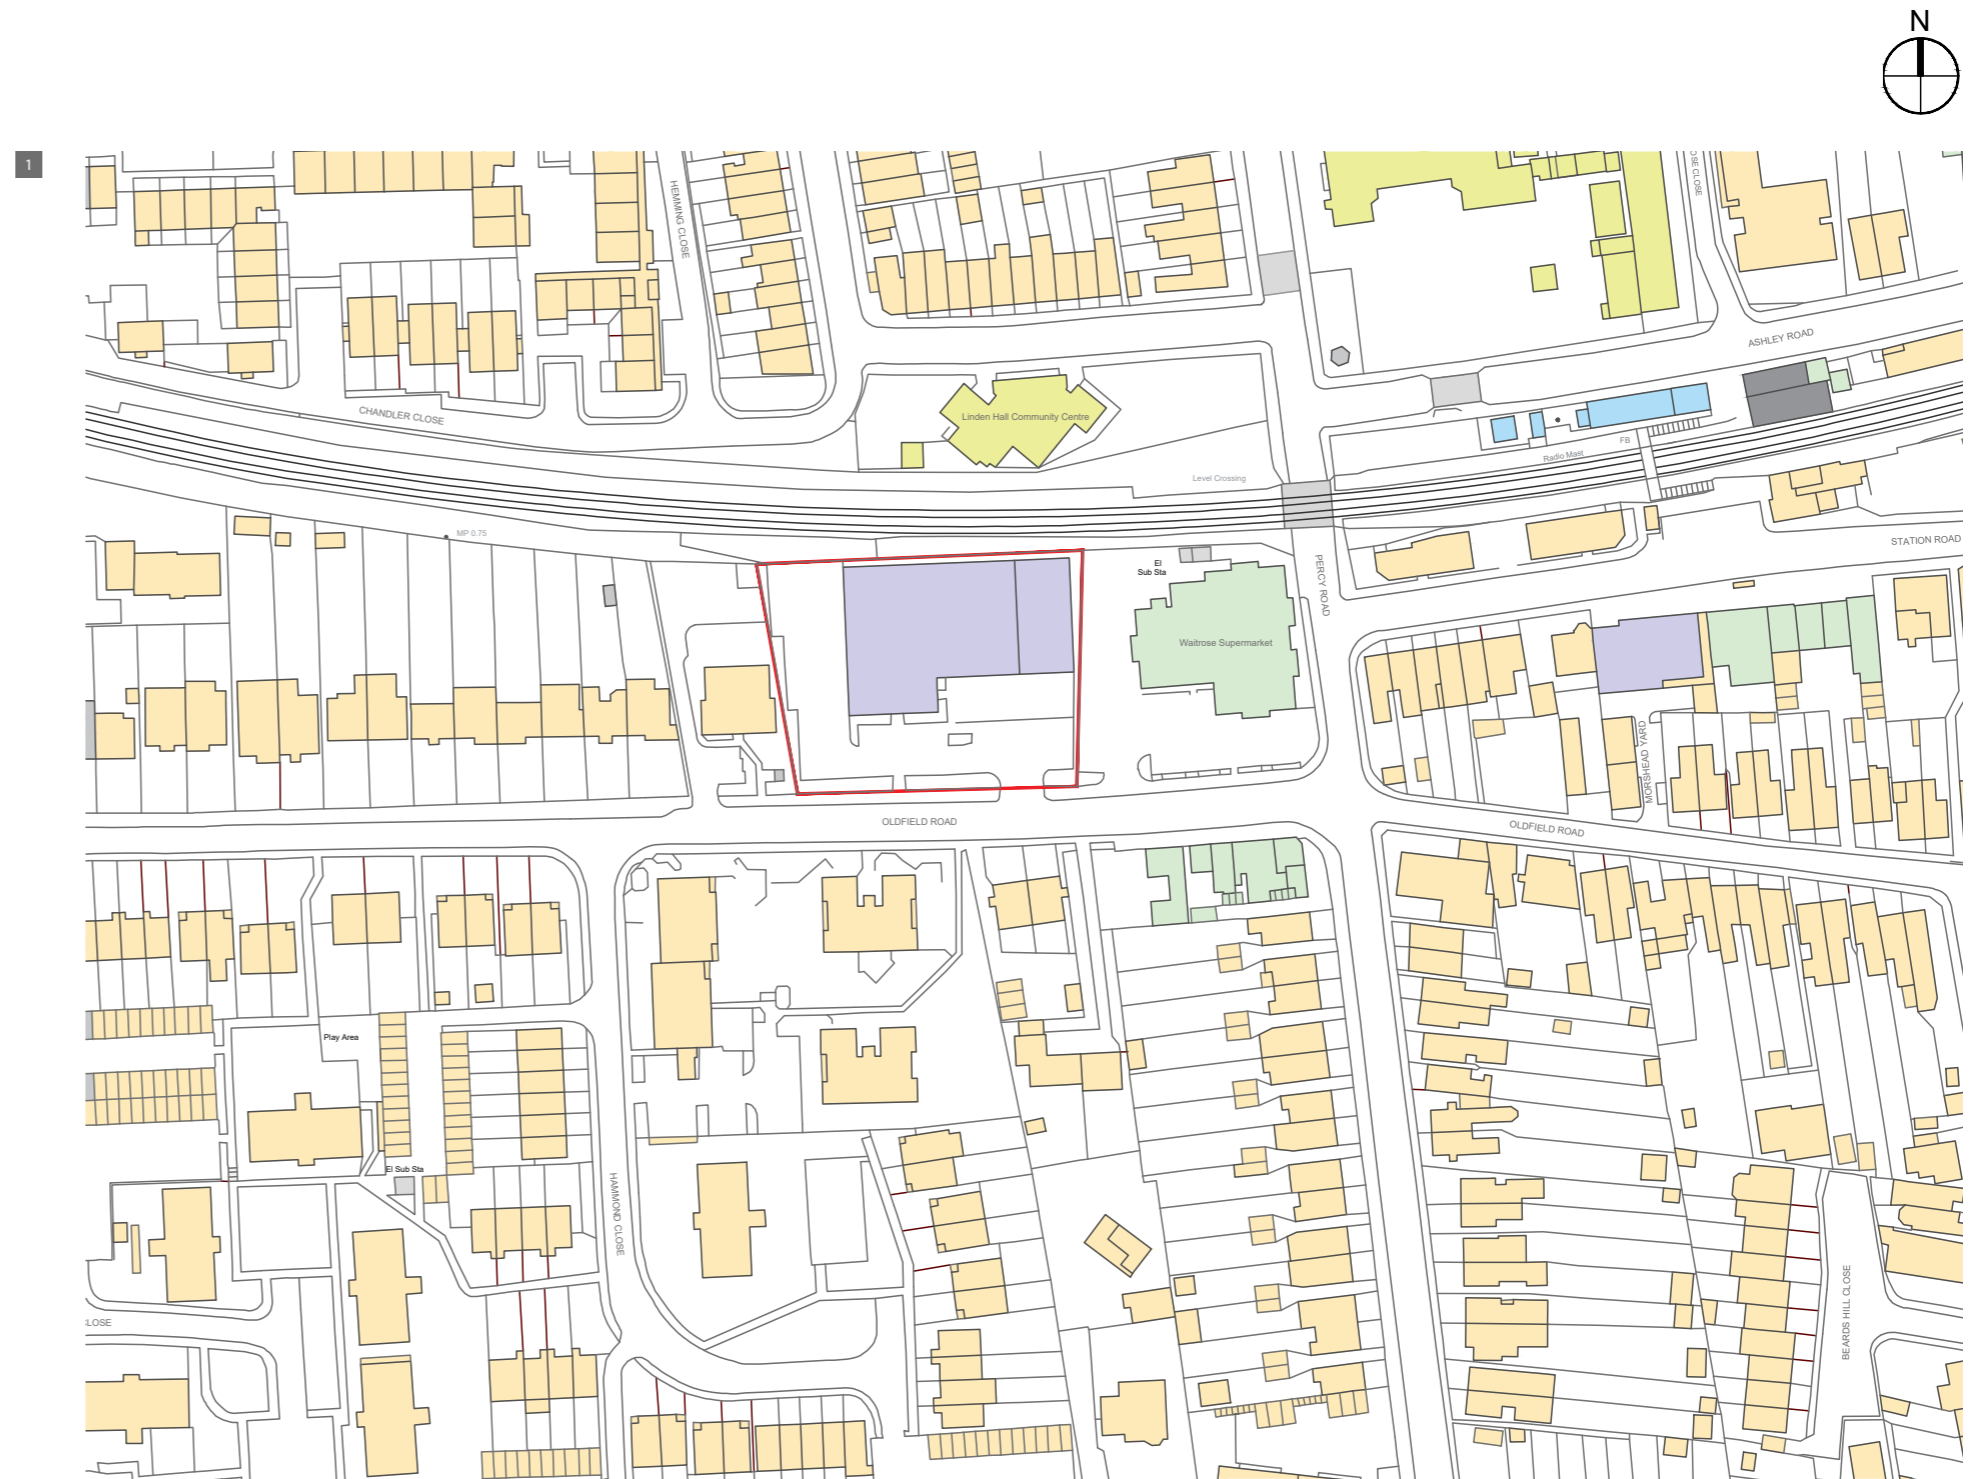 N
1
HEMMING CLOSE
OSE CLOSE
ASHLEY ROAD
CHANDLER CLOSE
Linden Hall Community Centre
FB
Radio Mast
Level Crossing
MP 0.75
STATION ROAD
El
Sub Sta
PERCY ROAD
Waitrose Supermarket
MORSHEAD YARD
OLDFIELD ROAD
OLDFIELD ROAD
Play Area
El Sub Sta
HAMMOND CLOSE
CLOSE
BEARDS HILL CLOSE